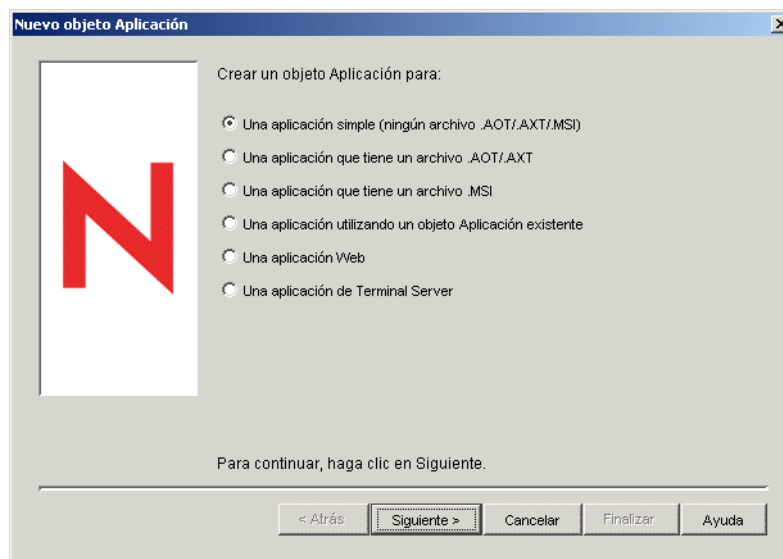 Nuevo objeto Aplicación
Crear un objeto Aplicación para:
Una aplicación simple (ningún archivo .AOT/.AXT/.MSI)
Una aplicación que tiene un archivo .AOT/.AXT
Una aplicación que tiene un archivo .MSI
Una aplicación utilizando un objeto Aplicación existente
Una aplicación Web
Una aplicación de Terminal Server
N
Para continuar, haga clic en Siguiente.
< Atrás Siguiente > Cancelar Finalizar Ayuda